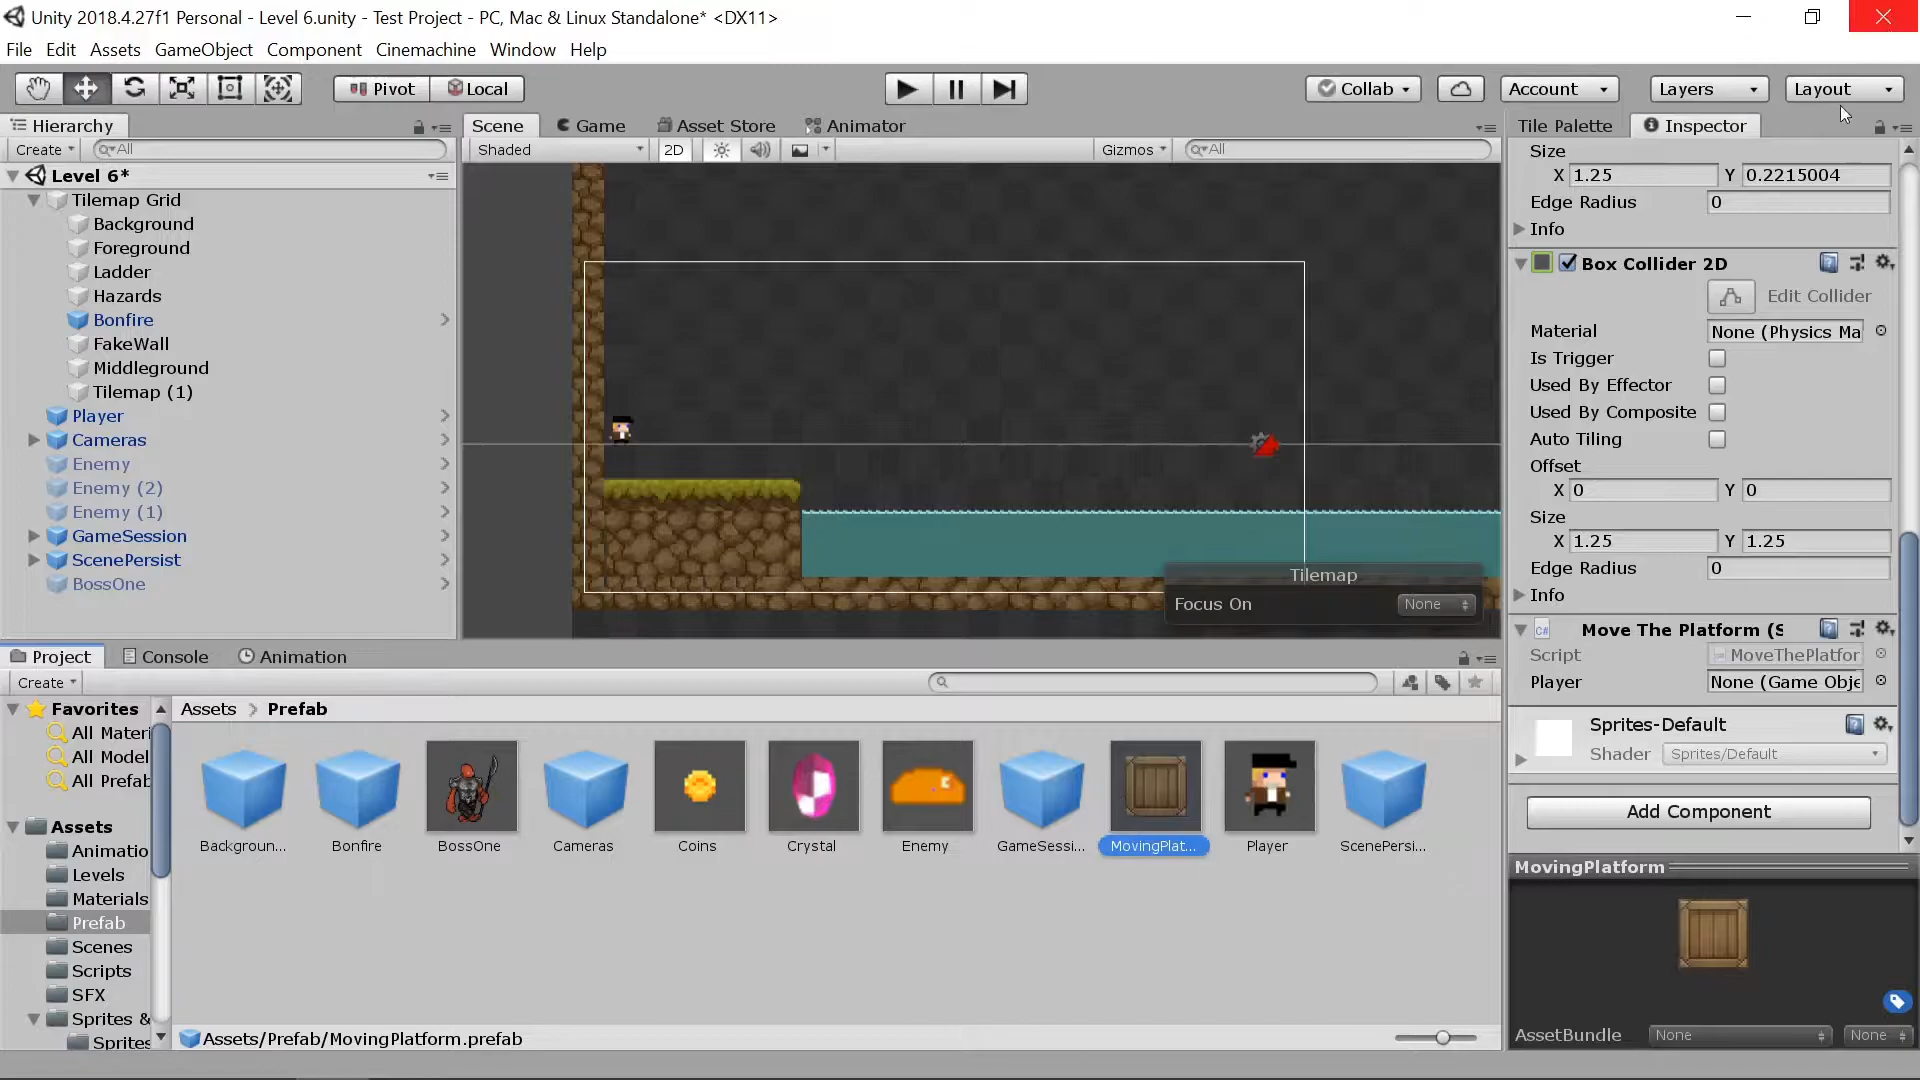 Unity 2018.4.27f1 Personal - Level 6.unity - Test Project - PC, Mac & Linux Standalone* <DX11>
File Edit Assets GameObject Component Cinemachine Window Help
Pivot Local Collab Account Layers Layout
Hierarchy
Create All
Level 6*
Tilemap Grid
Background
Foreground
Ladder
Hazards
Bonfire
FakeWall
Middleground
Tilemap (1)
Player
Cameras
Enemy
Enemy (2)
Enemy (1)
GameSession
ScenePersist
BossOne
Scene Game Asset Store Animator
Shaded 2D Gizmos All
Tilemap
Focus On None
Tile Palette Inspector
Size
X 1.25 Y 0.2215004
Edge Radius 0
Info
Box Collider 2D
Edit Collider
Material None (Physics Ma
Is Trigger
Used By Effector
Used By Composite
Auto Tiling
Offset
X 0 Y 0
Size
X 1.25 Y 1.25
Edge Radius 0
Info
Move The Platform (S
Script MoveThePlatfor
Player None (Game Obje
Sprites-Default
Shader Sprites/Default
Add Component
MovingPlatform
AssetBundle None None
Project Console Animation
Create
Favorites
All Materi
All Model
All Prefab
Assets
Animatio
Levels
Materials
Prefab
Scenes
Scripts
SFX
Sprites &
Sprites
Assets > Prefab
Backgroun... Bonfire BossOne Cameras Coins Crystal Enemy GameSessi... MovingPlat... Player ScenePersi...
Assets/Prefab/MovingPlatform.prefab